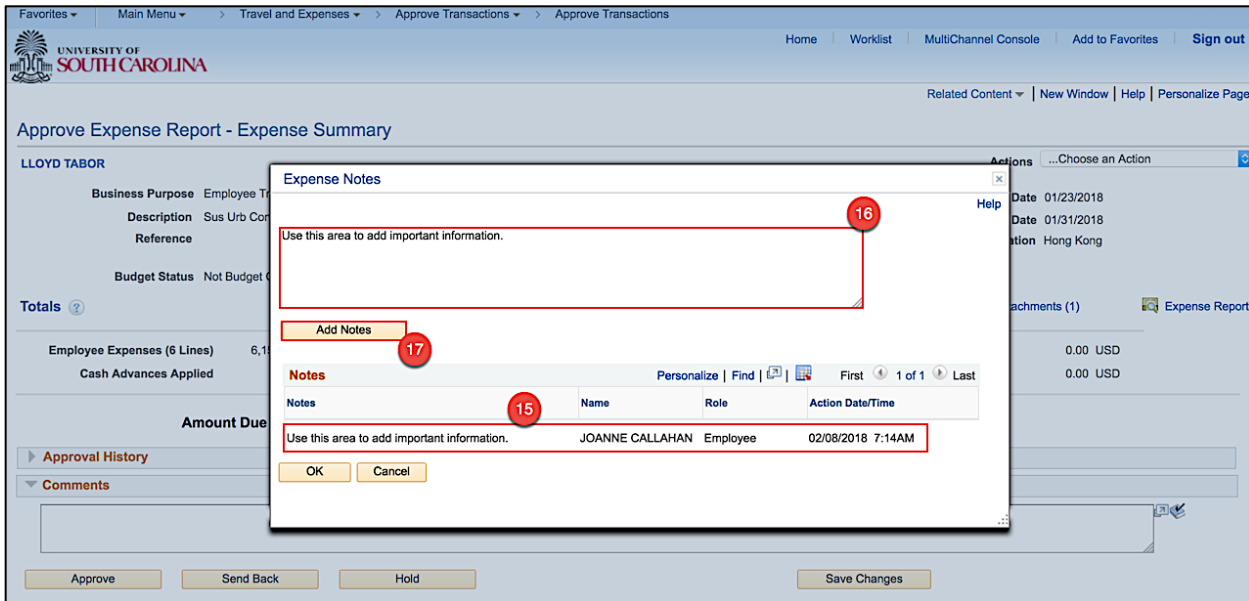 Favorites Main Menu > Travel and Expenses > Approve Transactions > Approve Transactions
UNIVERSITY OF
SOUTH CAROLINA
Home Worklist MultiChannel Console Add to Favorites Sign out
Related Content New Window Help Personalize Page
Approve Expense Report - Expense Summary
LLOYD TABOR
Actions ...Choose an Action
Business Purpose Employee
Date 01/23/2018
Description Sus Urb
Date 01/31/2018
Reference
Hong Kong
Budget Status Not Budget
Totals ?
(1) Expense Report
Employee Expenses (6 Lines)
0.00 USD
Cash Advances Applied
0.00 USD
Amount Due
Approval History
Comments
Approve Send Back Hold Save Changes
Expense Notes
Help
16
Use this area to add important information.
Add Notes
17
Notes Personalize | Find | | First 1 of 1 Last
Notes Name Role Action Date/Time
15
Use this area to add important information. JOANNE CALLAHAN Employee 02/08/2018 7:14AM
OK Cancel